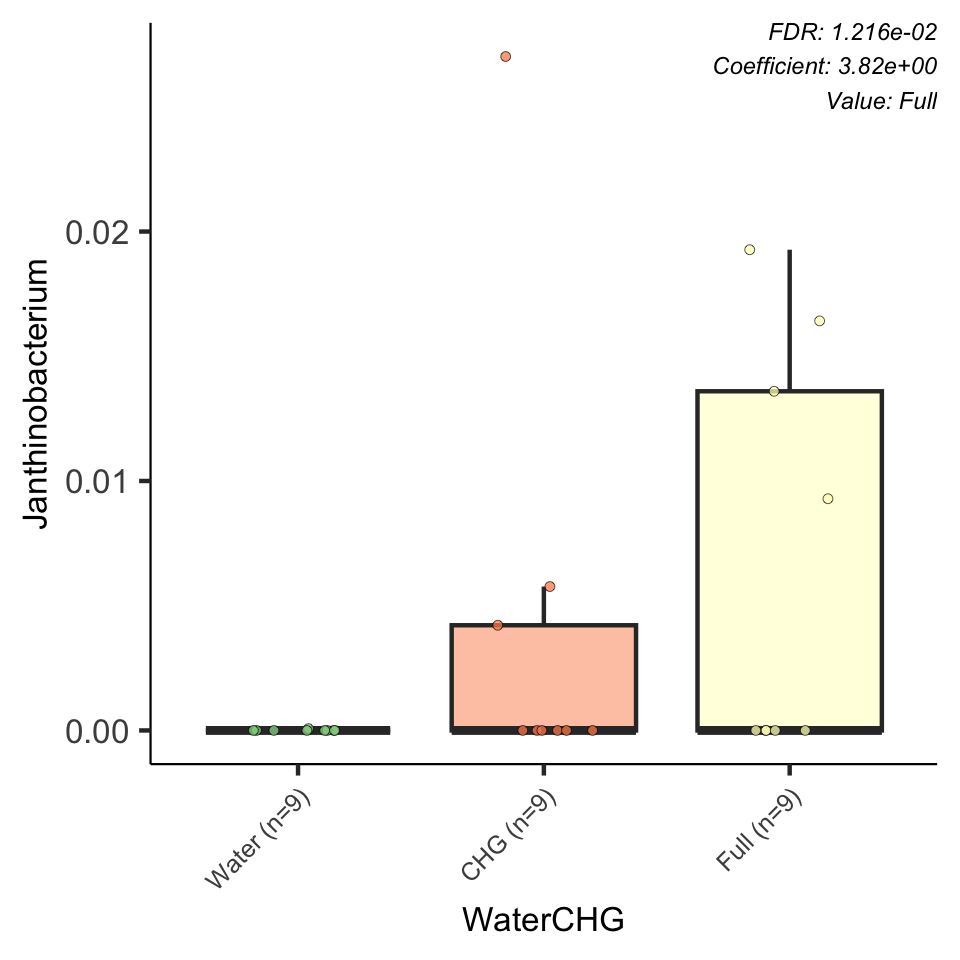 FDR: 1.216e-02
Coefficient: 3.82e+00
Value: Full
Janthinobacterium
0.02
0.01
0.00
Water (n=9)
CHG (n=9)
Full (n=9)
WaterCHG